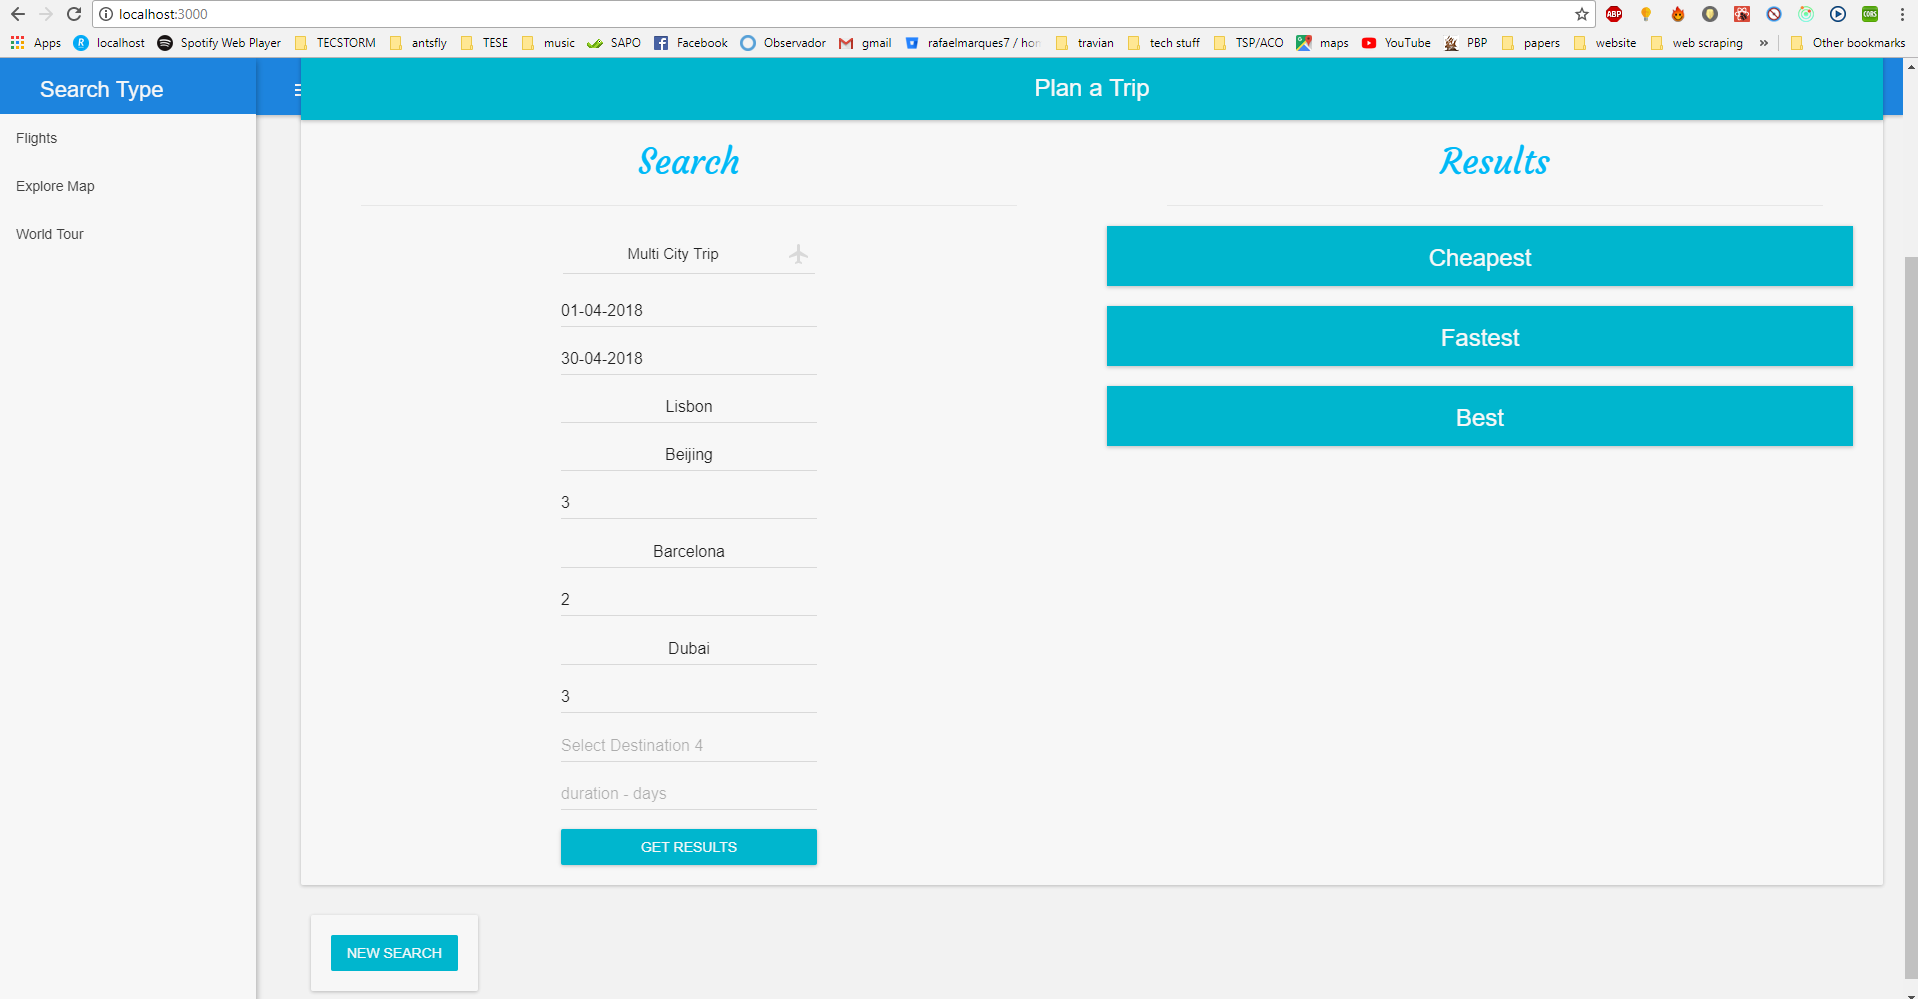 localhost:3000
Apps localhost Spotify Web Player TECSTORM antsfly TESE music SAPO Facebook Observador gmail rafaelmarques7 / hon travian tech stuff TSP/ACO maps YouTube PBP papers website web scraping » Other bookmarks
Search Type
Flights
Explore Map
World Tour
Plan a Trip
Search
Multi City Trip
01-04-2018
30-04-2018
Lisbon
Beijing
3
Barcelona
2
Dubai
3
Select Destination 4
duration - days
GET RESULTS
Results
Cheapest
Fastest
Best
NEW SEARCH
ABP
CORS